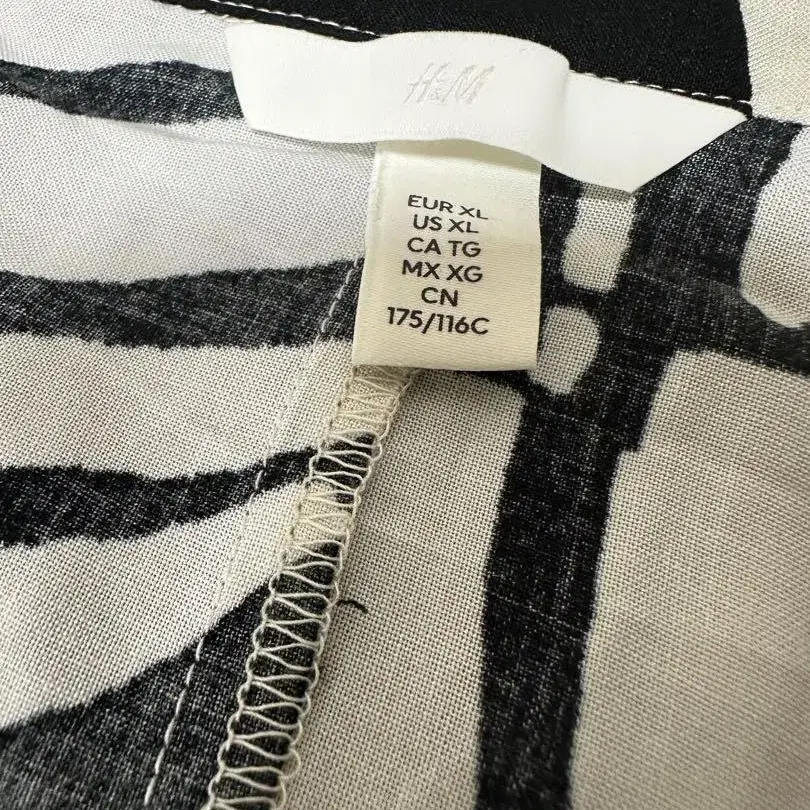 H&M
EUR XL
US XL
CA TG
MX XG
CN
175/116C